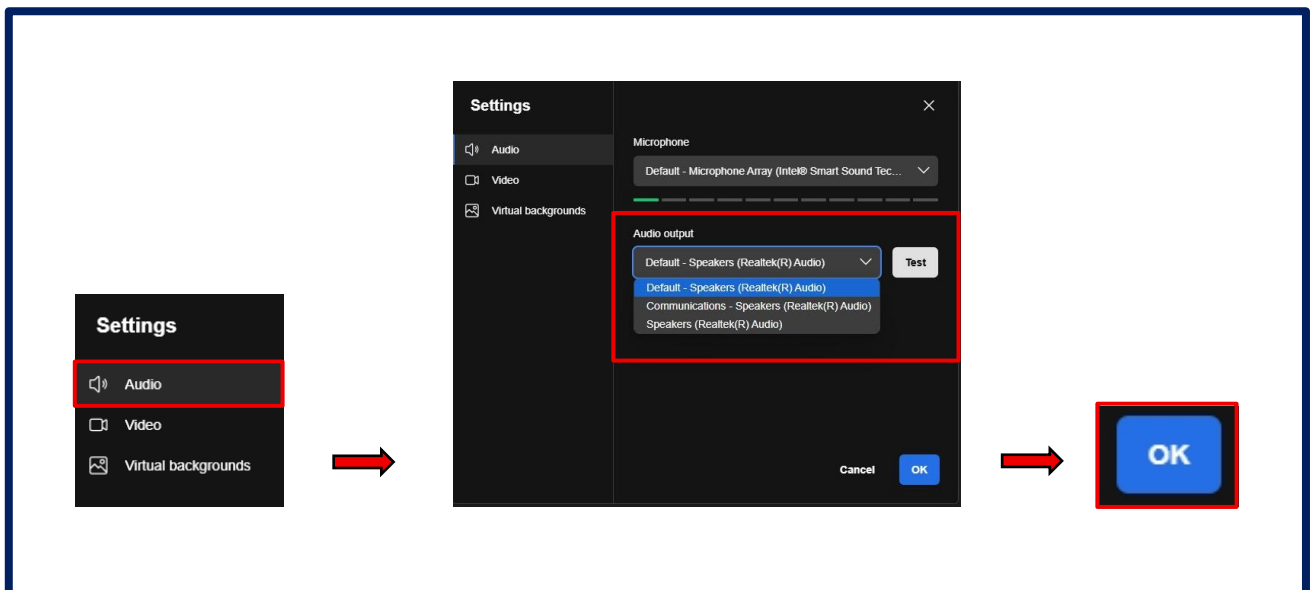 Settings
Audio
Video
Virtual backgrounds
Settings
Audio
Video
Virtual backgrounds
Microphone
Default - Microphone Array (Intel® Smart Sound Tec...
Audio output
Default - Speakers (Realtek(R) Audio)
Test
Default - Speakers (Realtek(R) Audio)
Communications - Speakers (Realtek(R) Audio)
Speakers (Realtek(R) Audio)
Cancel
OK
OK